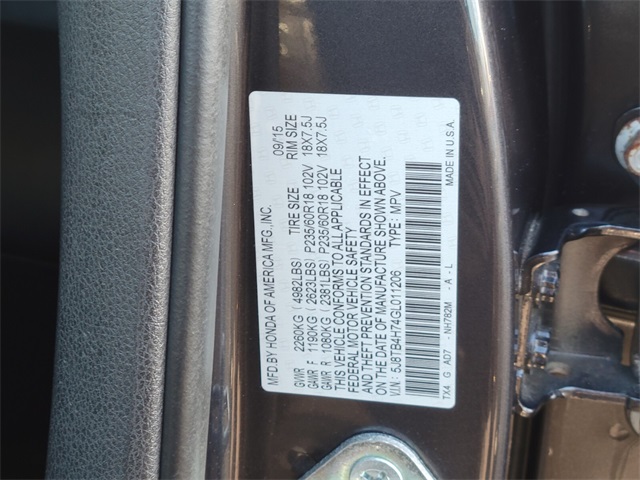 MFD.BY HONDA OF AMERICA MFG.,INC. 09/15
GVWR 2260KG (4982LBS) TIRE SIZE RIM SIZE
GAWR F 1190KG (2623LBS) P235/60R18 102V 18X7.5J
GAWR R 1080KG (2381LBS) P235/60R18 102V 18X7.5J
THIS VEHICLE CONFORMS TO ALL APPLICABLE
FEDERAL MOTOR VEHICLE SAFETY
AND THEFT PREVENTION STANDARDS IN EFFECT
ON THE DATE OF MANUFACTURE SHOWN ABOVE.
V.I.N: 5J8TB4H74GL011206 TYPE: MPV
TX4 G AD7 - NH782M - A - L MADE IN U.S.A.